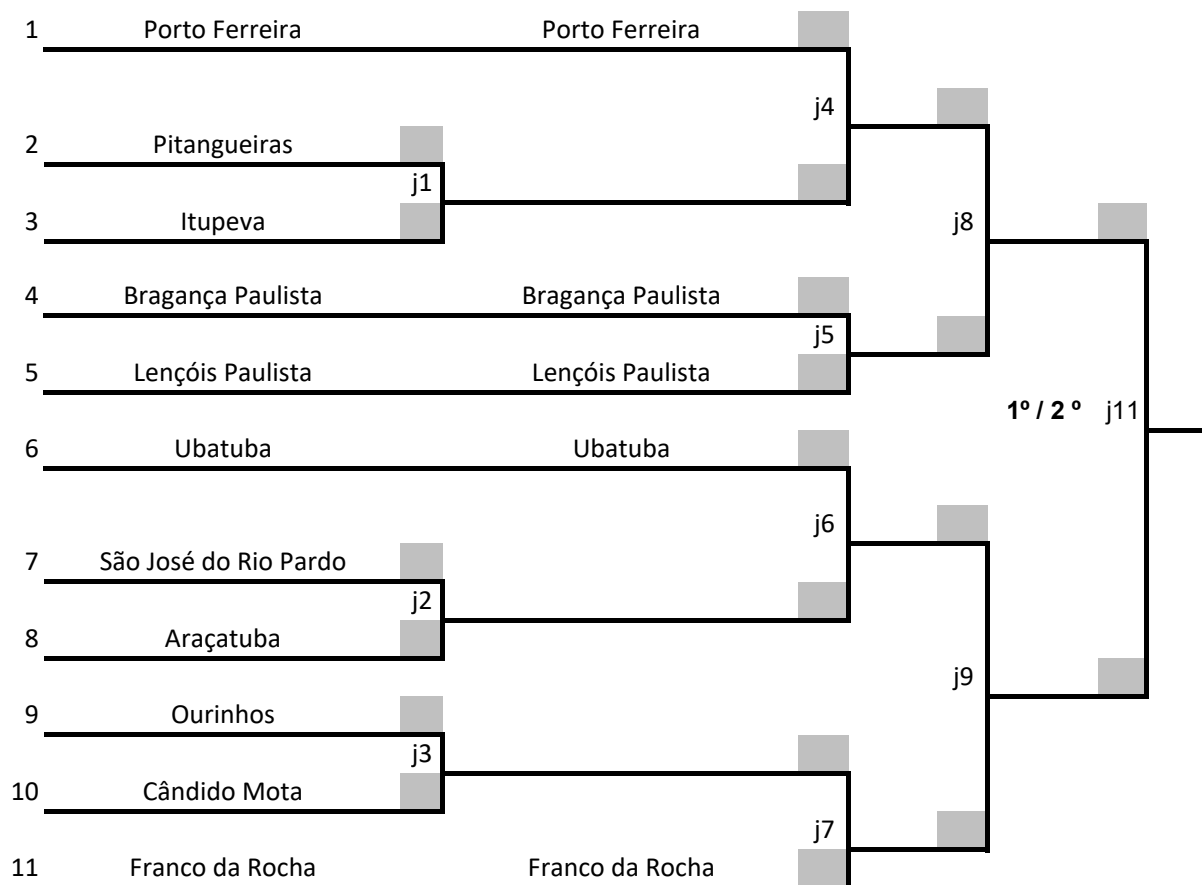 1 Porto Ferreira Porto Ferreira
j4
2 Pitangueiras
j1
3 Itupeva
j8
4 Bragança Paulista Bragança Paulista
j5
5 Lençóis Paulista Lençóis Paulista
1º / 2 º j11
6 Ubatuba Ubatuba
j6
7 São José do Rio Pardo
j2
8 Araçatuba
j9
9 Ourinhos
j3
10 Cândido Mota
j7
11 Franco da Rocha Franco da Rocha